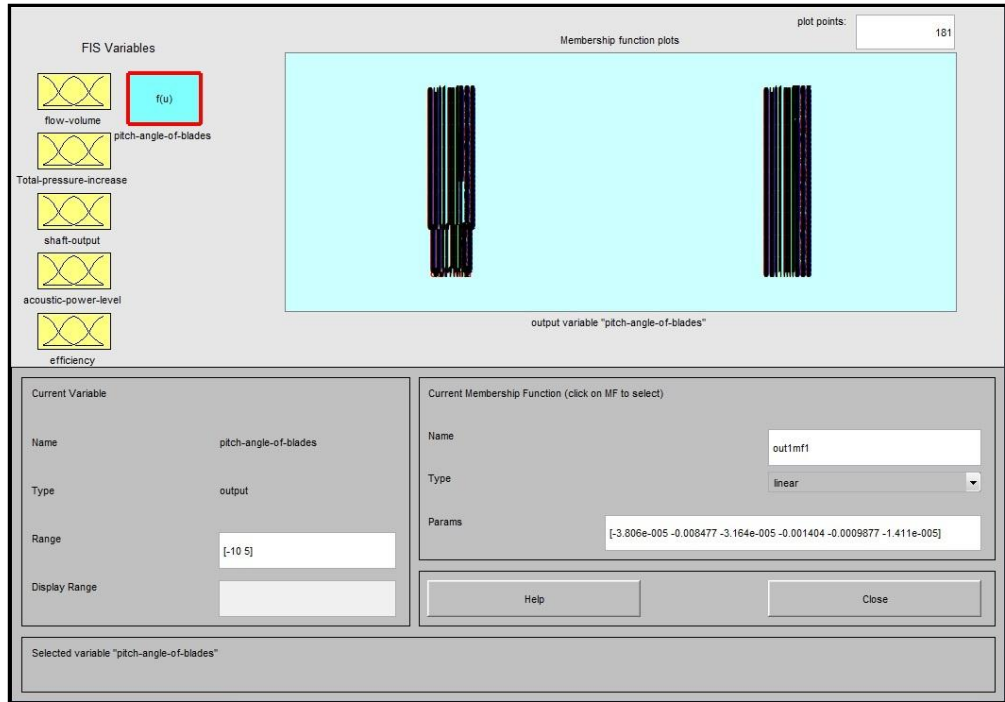 plot points:
181
FIS Variables
Membership function plots
f(u)
flow-volume
pitch-angle-of-blades
Total-pressure-increase
shaft-output
acoustic-power-level
efficiency
output variable "pitch-angle-of-blades"
Current Variable
Name
pitch-angle-of-blades
Type
output
Range
[-10 5]
Display Range
Current Membership Function (click on MF to select)
Name
out1mf1
Type
linear
Params
[-3.806e-005 -0.008477 -3.164e-005 -0.001404 -0.0009877 -1.411e-005]
Help
Close
Selected variable "pitch-angle-of-blades"